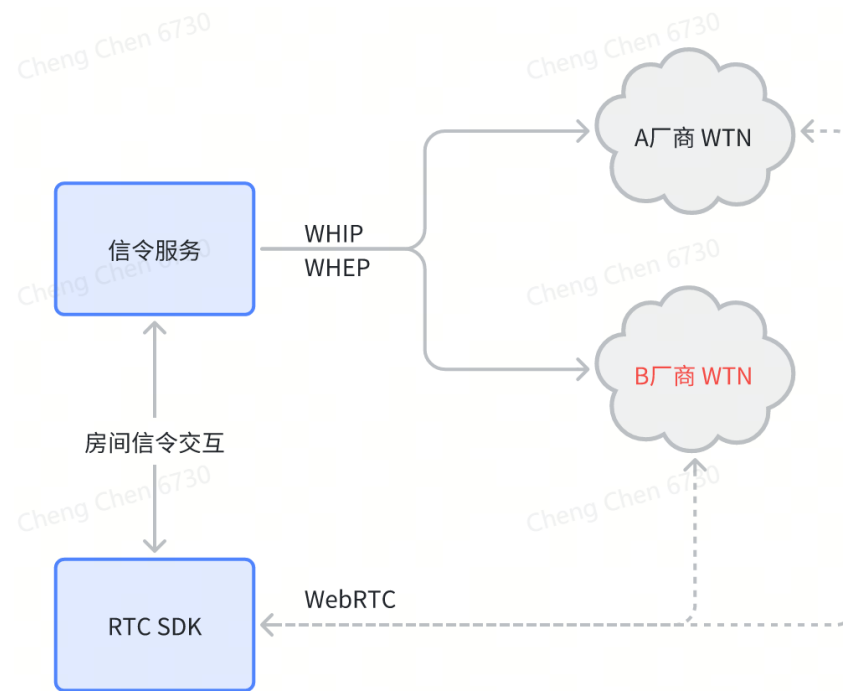 Cheng Chen 6730
Cheng Chen 6730
A厂商 WTN
信令服务
WHIP
WHEP
Cheng Chen 6730
Cheng Chen 6730
B厂商 WTN
房间信令交互
Cheng Chen 6730
Cheng Chen 6730
WebRTC
RTC SDK